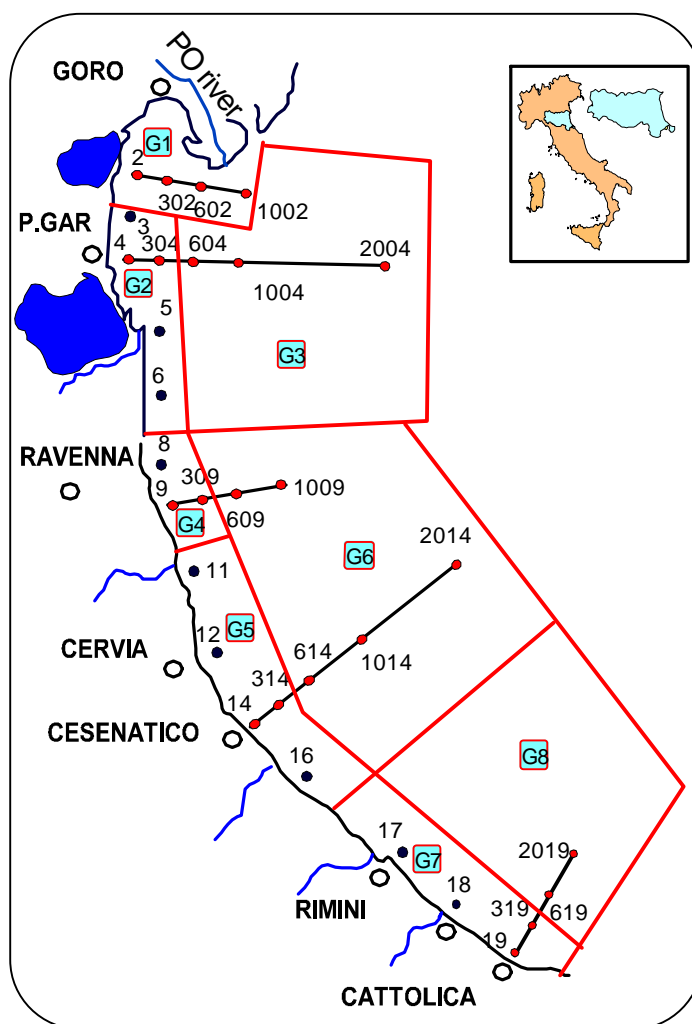 PO river
GORO
G1
2
302
602
1002
3
P.GAR
4
304
604
2004
1004
G2
5
G3
6
8
RAVENNA
309
9
1009
609
G4
2014
G6
11
G5
12
CERVIA
614
1014
314
14
CESENATICO
16
G8
17
G7
2019
18
RIMINI
319
619
19
CATTOLICA